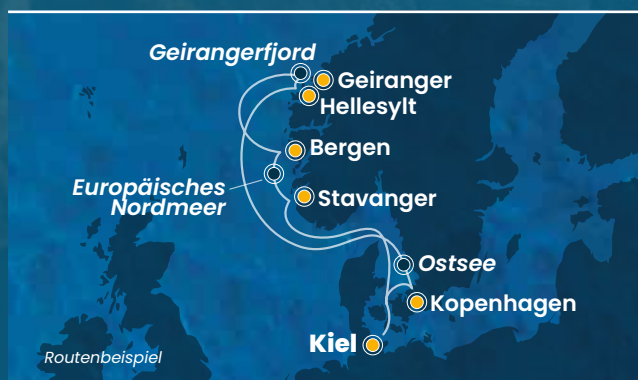 Geirangerfjord
Geiranger
Hellesylt
Bergen
Europäisches
Nordmeer
Stavanger
Ostsee
Kopenhagen
Kiel
Routenbeispiel